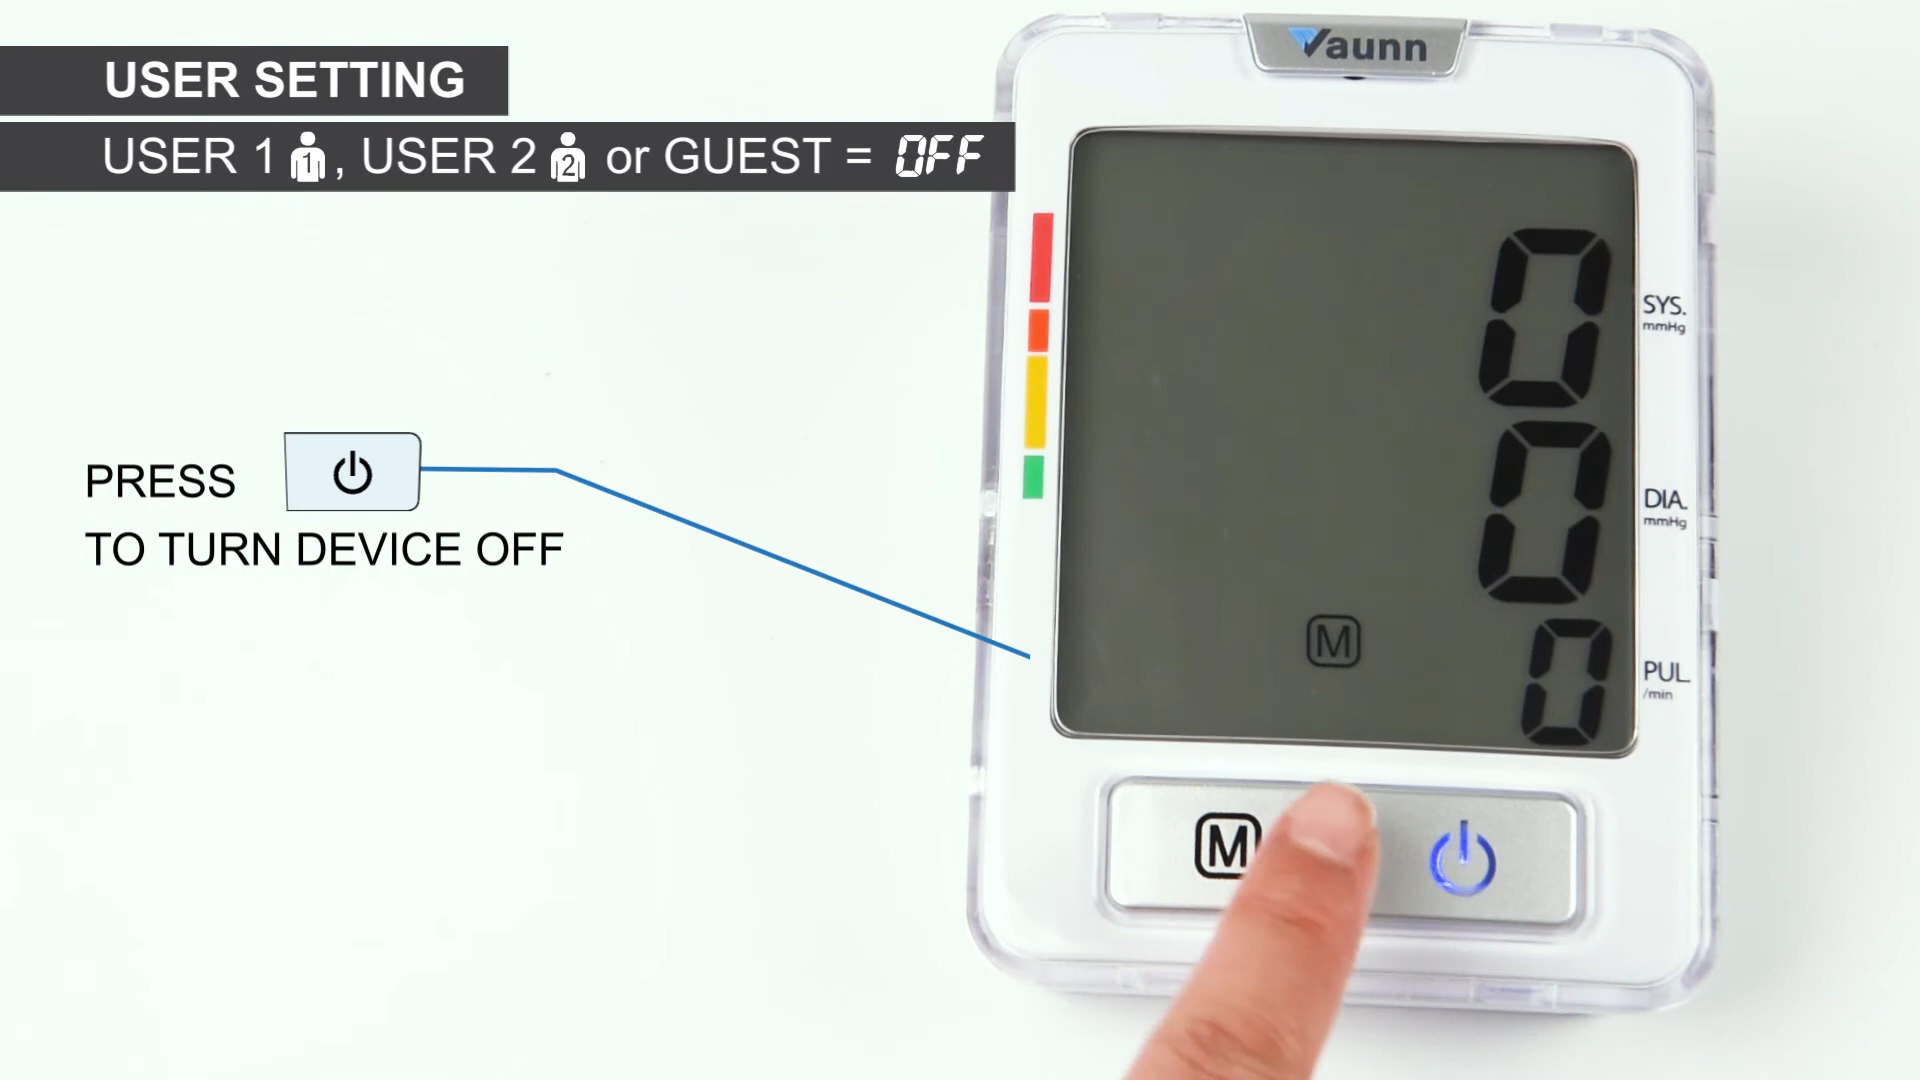 USER SETTING
USER 1 1, USER 2 2 or GUEST = OFF
PRESS
TO TURN DEVICE OFF
Vaunn
0
SYS.
mmHg
0
DIA.
mmHg
M
0
PUL.
/min
M